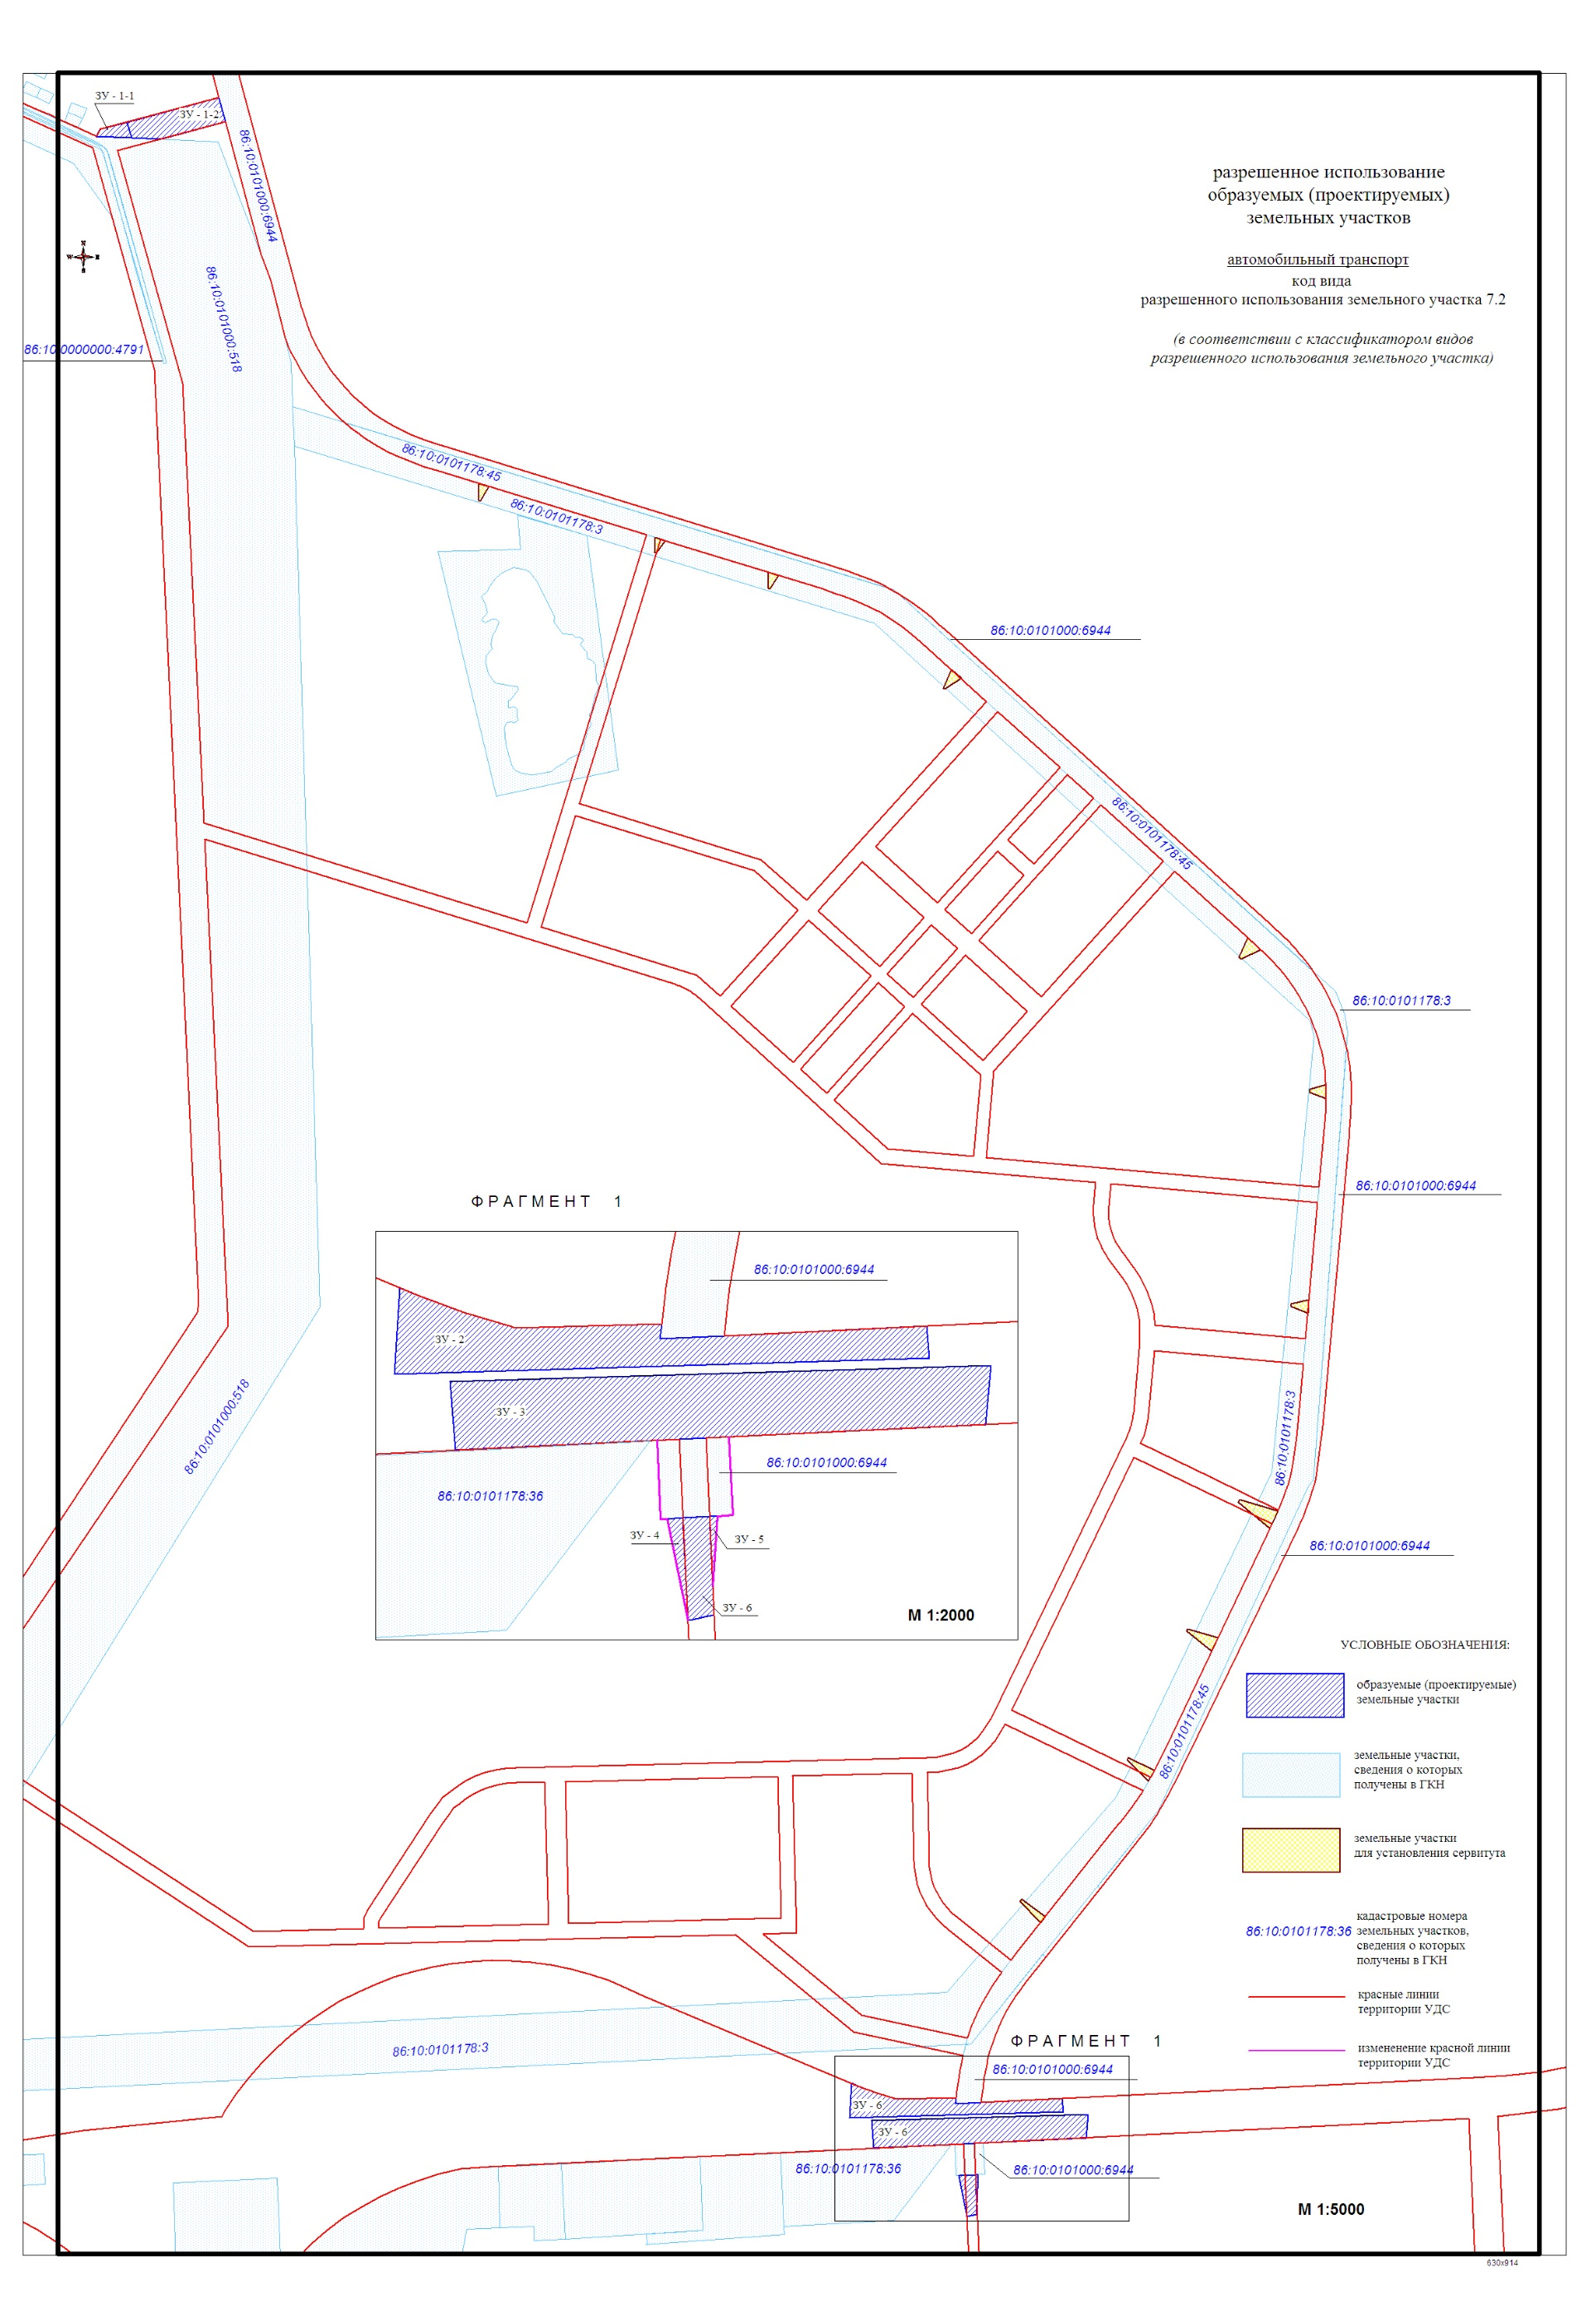 ЗУ - 1-1
ЗУ - 1-2
86:10:0101000:6944
разрешенное использование
образуемых (проектируемых)
земельных участков
автомобильный транспорт
код вида
разрешенного использования земельного участка 7.2
(в соответствии с классификатором видов
разрешенного использования земельного участка)
N
W
E
S
86:10:0101000:518
86:10:0000000:4791
86:10:0101178:45
86:10:0101178:3
86:10:0101000:6944
86:10:0101178:45
86:10:0101178:3
86:10:0101000:6944
ФРАГМЕНТ 1
86:10:0101000:6944
ЗУ - 2
ЗУ - 3
86:10:0101000:6944
86:10:0101178:36
ЗУ - 4
ЗУ - 5
ЗУ - 6
М 1:2000
86:10:0101000:518
86:10:0101178:3
86:10:0101000:6944
86:10:0101178:45
УСЛОВНЫЕ ОБОЗНАЧЕНИЯ:
образуемые (проектируемые)
земельные участки
земельные участки,
сведения о которых
получены в ГКН
земельные участки
для установления сервитута
86:10:0101178:36
кадастровые номера
земельных участков,
сведения о которых
получены в ГКН
красные линии
территории УДС
измененение красной линии
территории УДС
86:10:0101178:3
ФРАГМЕНТ 1
86:10:0101000:6944
ЗУ - 6
ЗУ - 6
86:10:0101178:36
86:10:0101000:6944
М 1:5000
630x914